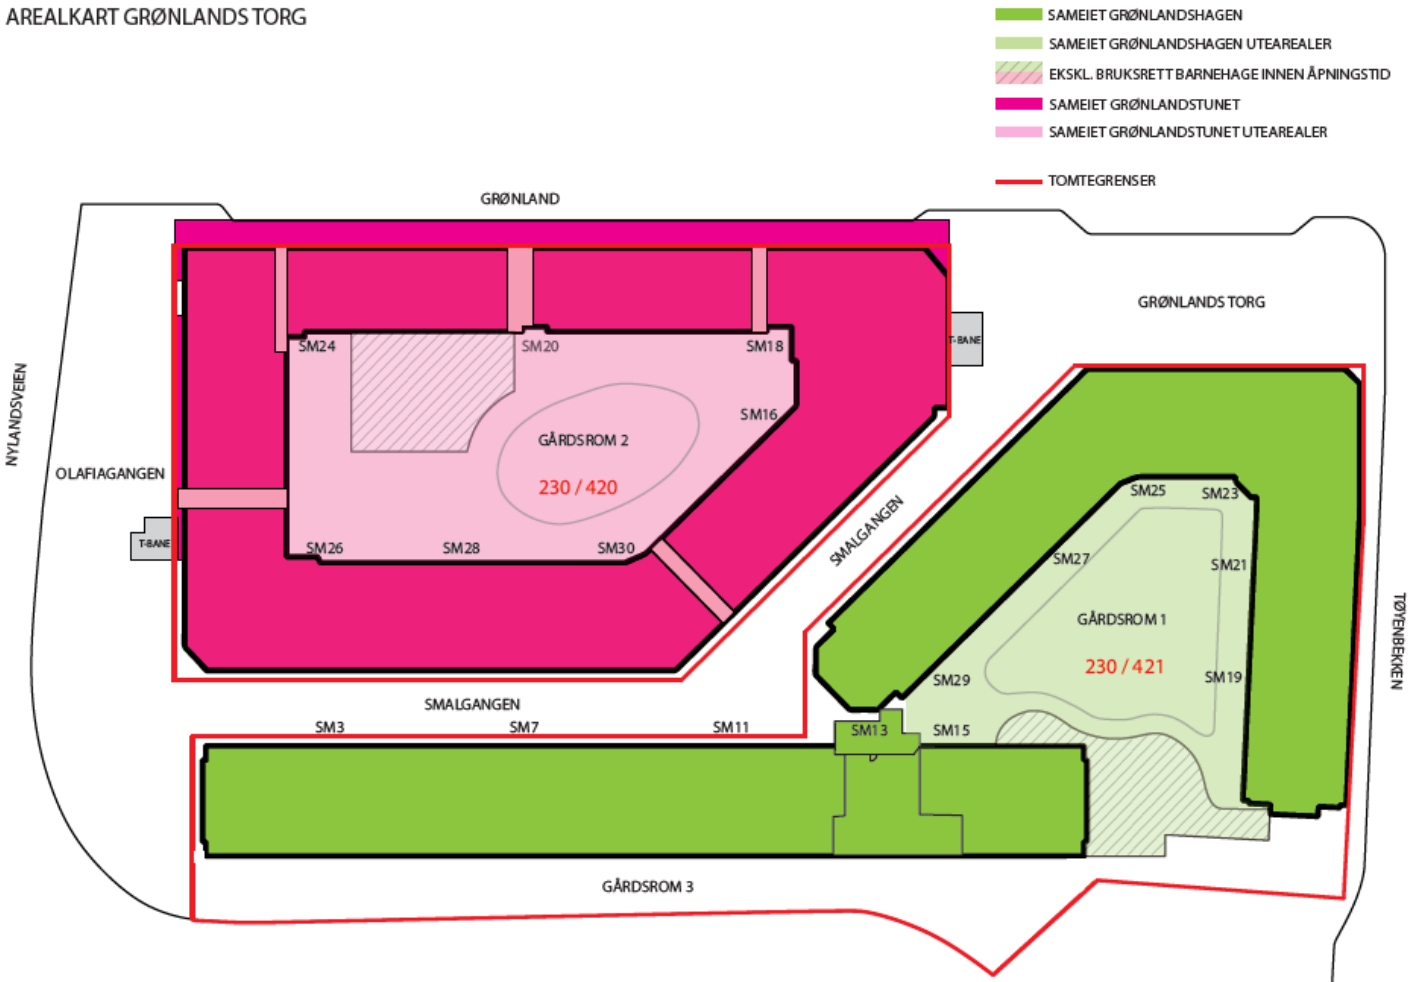 AREALKART GRØNLANDS TORG
SAMEIET GRØNLANDSHAGEN
SAMEIET GRØNLANDSHAGEN UTEAREALER
EKSKL. BRUKSRETT BARNEHAGE INNEN ÅPNINGSTID
SAMEIET GRØNLANDSTUNET
SAMEIET GRØNLANDSTUNET UTEAREALER
TOMTEGRENSER
GRØNLAND
GRØNLANDS TORG
T-BANE
SM24
SM20
SM18
SM16
NYLANDSVEIEN
GÅRDSROM 2
230 / 420
OLAFIAGANGEN
T-BANE
SM26
SM28
SM30
SMALGANGEN
SM25
SM23
SM27
SM21
GÅRDSROM 1
230 / 421
TØYENBEKKEN
SM29
SM19
SMALGANGEN
SM3
SM7
SM11
SM13
SM15
GÅRDSROM 3